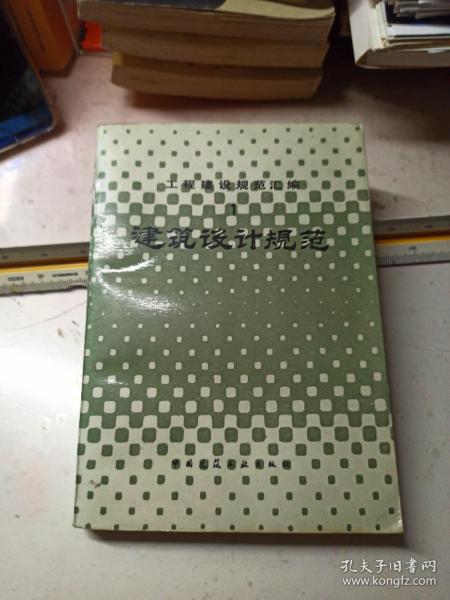 工程建设规范汇编
1
建筑设计规范
中国建筑工业出版社
孔夫子旧书网
www.kongfz.com